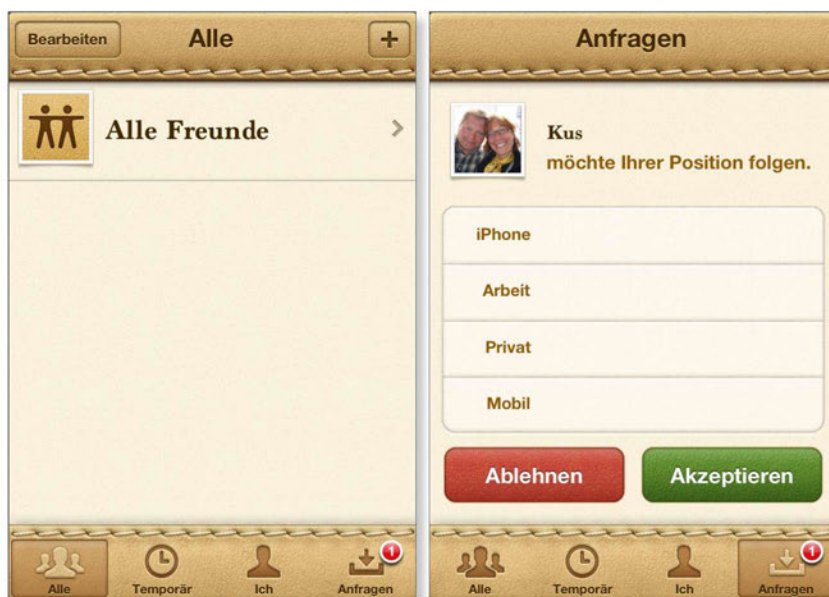 Bearbeiten
Alle
+
Alle Freunde
Alle
Temporär
Ich
Anfragen
1
Anfragen
Kus
möchte Ihrer Position folgen.
iPhone
Arbeit
Privat
Mobil
Ablehnen
Akzeptieren
Alle
Temporär
Ich
Anfragen
1